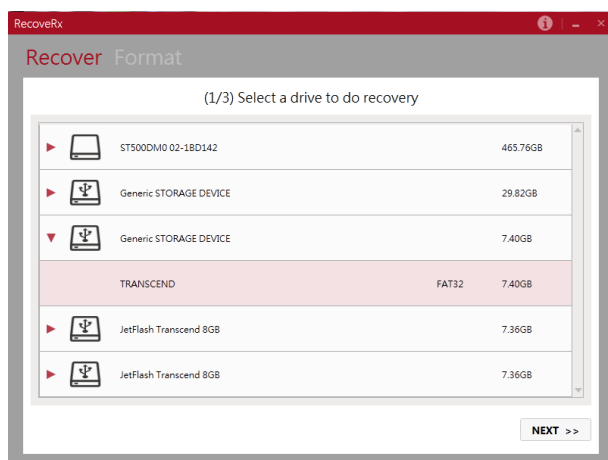 RecoveRx
Recover Format
(1/3) Select a drive to do recovery
ST500DM0 02-1BD142 465.76GB
Generic STORAGE DEVICE 29.82GB
Generic STORAGE DEVICE 7.40GB
TRANSCEND FAT32 7.40GB
JetFlash Transcend 8GB 7.36GB
JetFlash Transcend 8GB 7.36GB
NEXT >>